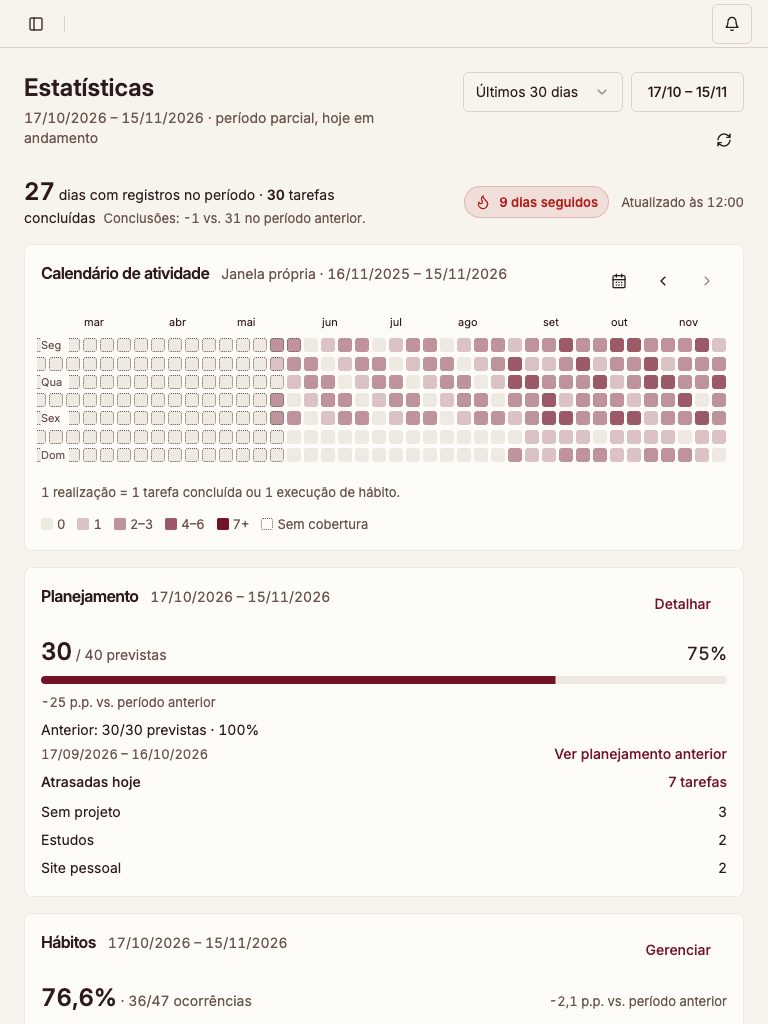 Estatísticas
Últimos 30 dias
17/10 – 15/11
17/10/2026 – 15/11/2026 · período parcial, hoje em
andamento
27 dias com registros no período · 30 tarefas
concluídas Conclusões: -1 vs. 31 no período anterior.
9 dias seguidos
Atualizado às 12:00
Calendário de atividade Janela própria · 16/11/2025 – 15/11/2026
mar abr mai jun jul ago set out nov
Seg
Qua
Sex
Dom
1 realização = 1 tarefa concluída ou 1 execução de hábito.
0 1 2–3 4–6 7+ Sem cobertura
Planejamento 17/10/2026 – 15/11/2026
Detalhar
30 / 40 previstas 75%
-25 p.p. vs. período anterior
Anterior: 30/30 previstas · 100%
17/09/2026 – 16/10/2026 Ver planejamento anterior
Atrasadas hoje 7 tarefas
Sem projeto 3
Estudos 2
Site pessoal 2
Hábitos 17/10/2026 – 15/11/2026
Gerenciar
76,6% · 36/47 ocorrências -2,1 p.p. vs. período anterior